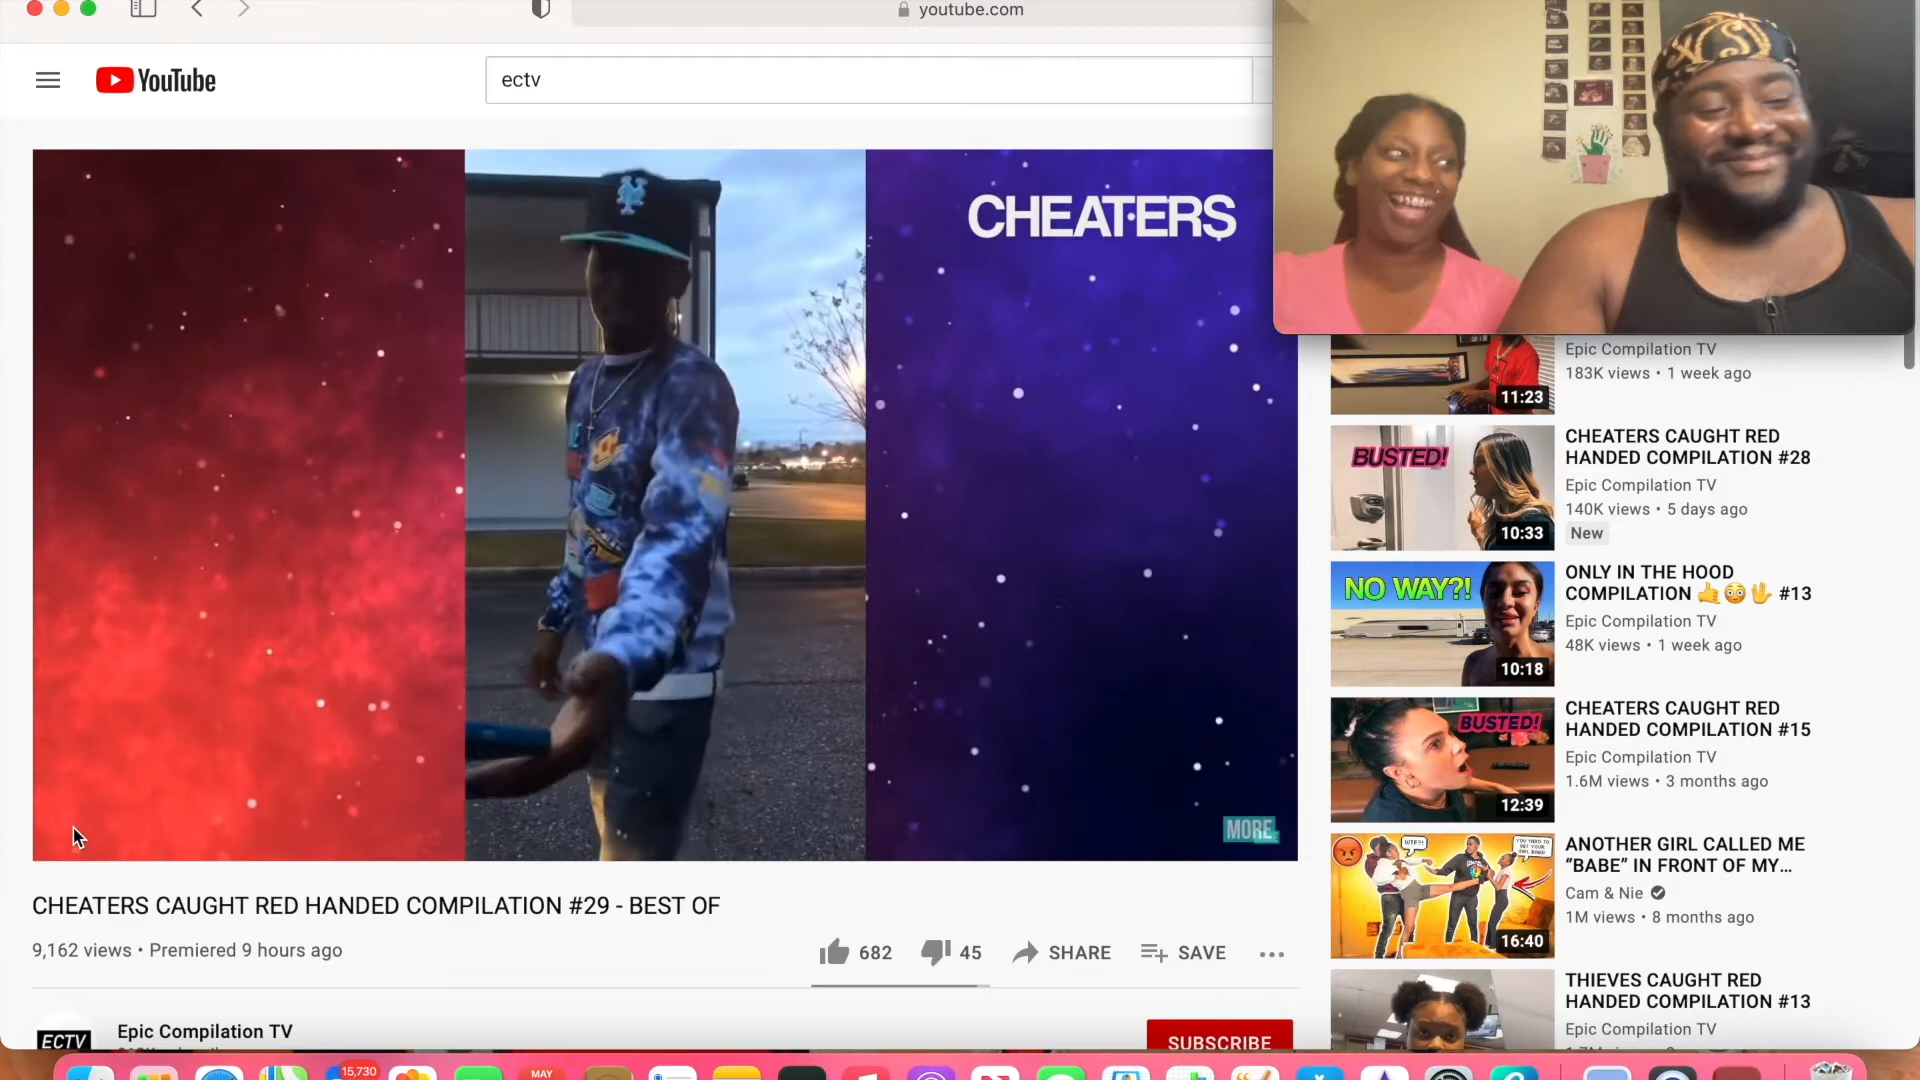 youtube.com
YouTube
ectv
CHEATERS
MORE
CHEATERS CAUGHT RED HANDED COMPILATION #29 - BEST OF
9,162 views • Premiered 9 hours ago
682
45
SHARE
SAVE
ECTV
Epic Compilation TV
SUBSCRIBE
Epic Compilation TV
183K views • 1 week ago
11:23
BUSTED!
10:33
CHEATERS CAUGHT RED
HANDED COMPILATION #28
Epic Compilation TV
140K views • 5 days ago
New
NO WAY?!
10:18
ONLY IN THE HOOD
COMPILATION 🤙😳🖖 #13
Epic Compilation TV
48K views • 1 week ago
BUSTED!
12:39
CHEATERS CAUGHT RED
HANDED COMPILATION #15
Epic Compilation TV
1.6M views • 3 months ago
WTF?!
16:40
ANOTHER GIRL CALLED ME
“BABE” IN FRONT OF MY...
Cam & Nie
1M views • 8 months ago
THIEVES CAUGHT RED
HANDED COMPILATION #13
Epic Compilation TV
15,730
MAY